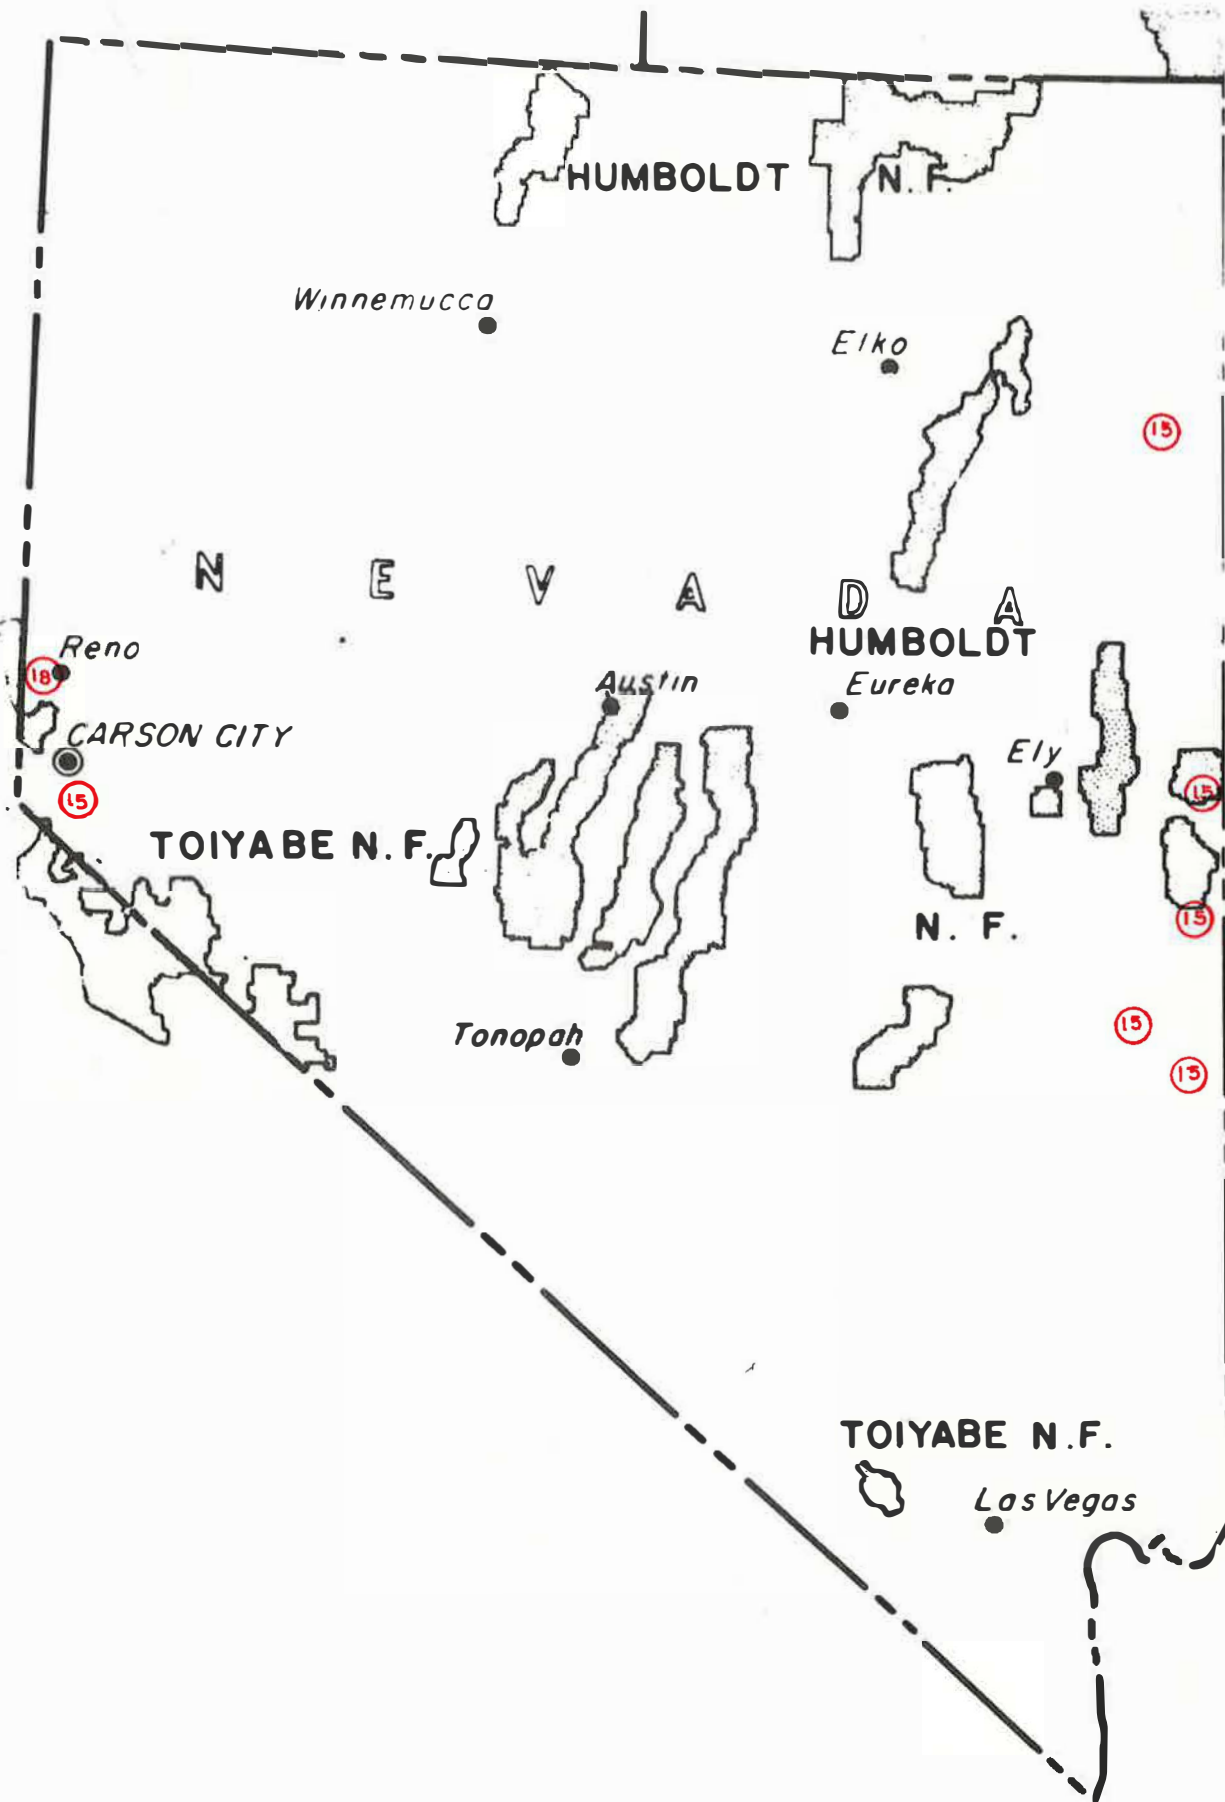 HUMBOLDT N.F.
Winnemucca
Elko
15
N E V A D A
HUMBOLDT
Reno
18
Austin
Eureka
CARSON CITY
Ely
15
15
TOIYABE N.F.
15
N. F.
15
Tonopah
15
TOIYABE N.F.
Las Vegas